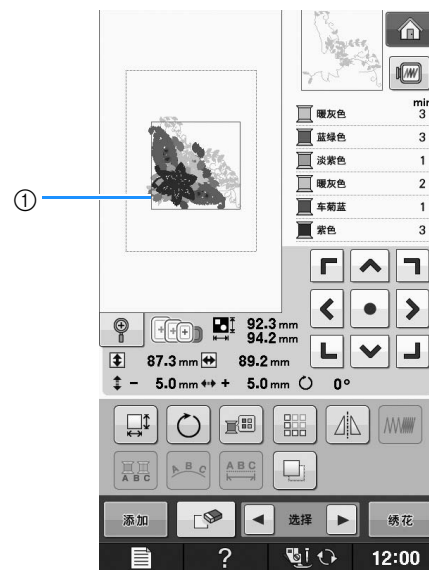 min
暖灰色 3
蓝绿色 3
淡紫色 1
暖灰色 2
车菊蓝 1
紫色 3
①
92.3 mm
94.2 mm
87.3 mm 89.2 mm
- 5.0 mm + 5.0 mm 0°
A B C A B C A B C
添加 选择 绣花
? 12:00